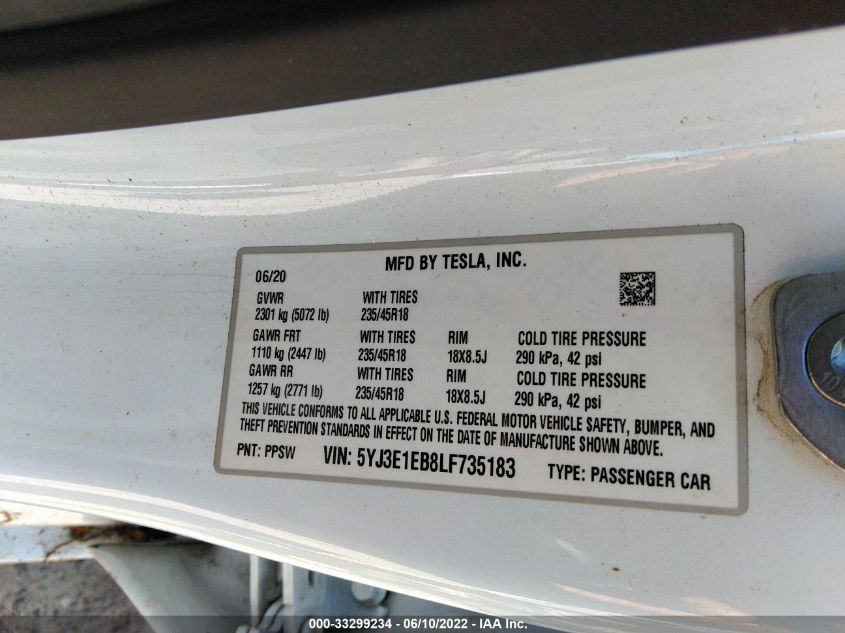 MFD BY TESLA, INC.
06/20
GVWR WITH TIRES
2301 kg (5072 lb) 235/45R18
GAWR FRT WITH TIRES RIM COLD TIRE PRESSURE
1110 kg (2447 lb) 235/45R18 18X8.5J 290 kPa, 42 psi
GAWR RR WITH TIRES RIM COLD TIRE PRESSURE
1257 kg (2771 lb) 235/45R18 18X8.5J 290 kPa, 42 psi
THIS VEHICLE CONFORMS TO ALL APPLICABLE U.S. FEDERAL MOTOR VEHICLE SAFETY, BUMPER, AND
THEFT PREVENTION STANDARDS IN EFFECT ON THE DATE OF MANUFACTURE SHOWN ABOVE.
PNT: PPSW VIN: 5YJ3E1EB8LF735183 TYPE: PASSENGER CAR
10
000-33299234 - 06/10/2022 - IAA Inc.